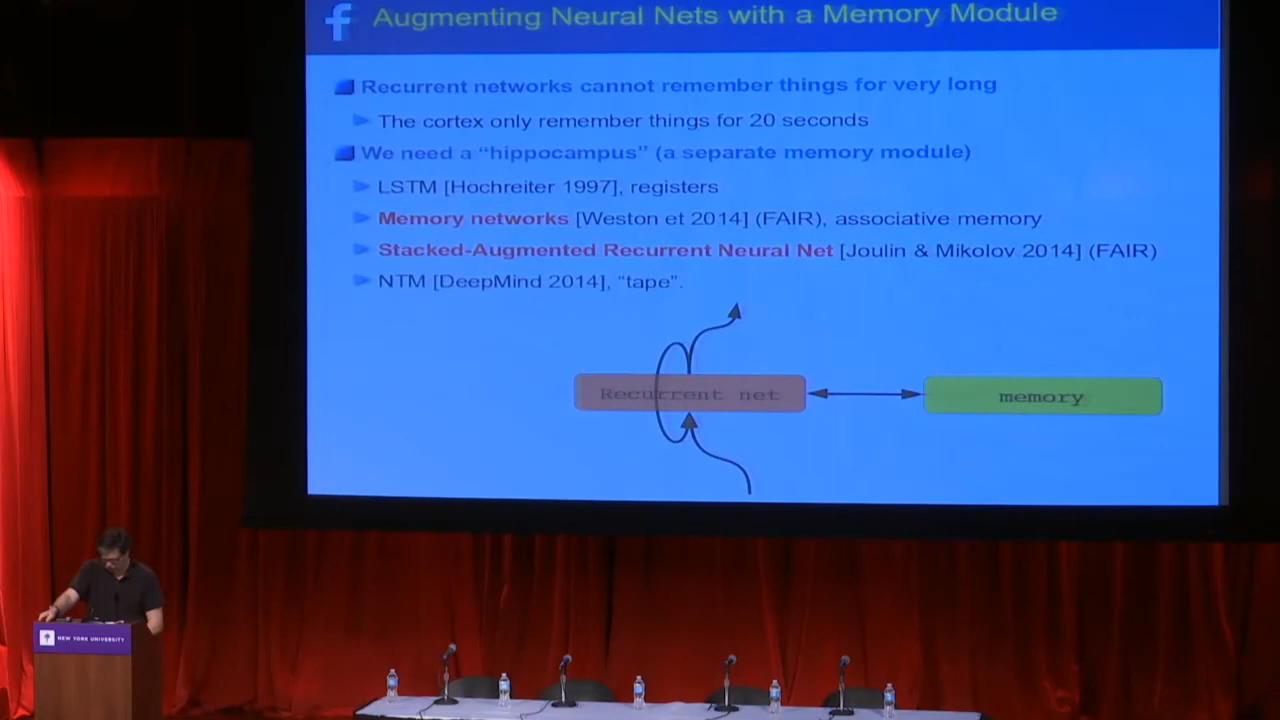 f Augmenting Neural Nets with a Memory Module
Recurrent networks cannot remember things for very long
The cortex only remember things for 20 seconds
We need a “hippocampus” (a separate memory module)
LSTM [Hochreiter 1997], registers
Memory networks [Weston et 2014] (FAIR), associative memory
Stacked-Augmented Recurrent Neural Net [Joulin & Mikolov 2014] (FAIR)
NTM [DeepMind 2014], “tape”.
Recurrent net
memory
NEW YORK UNIVERSITY